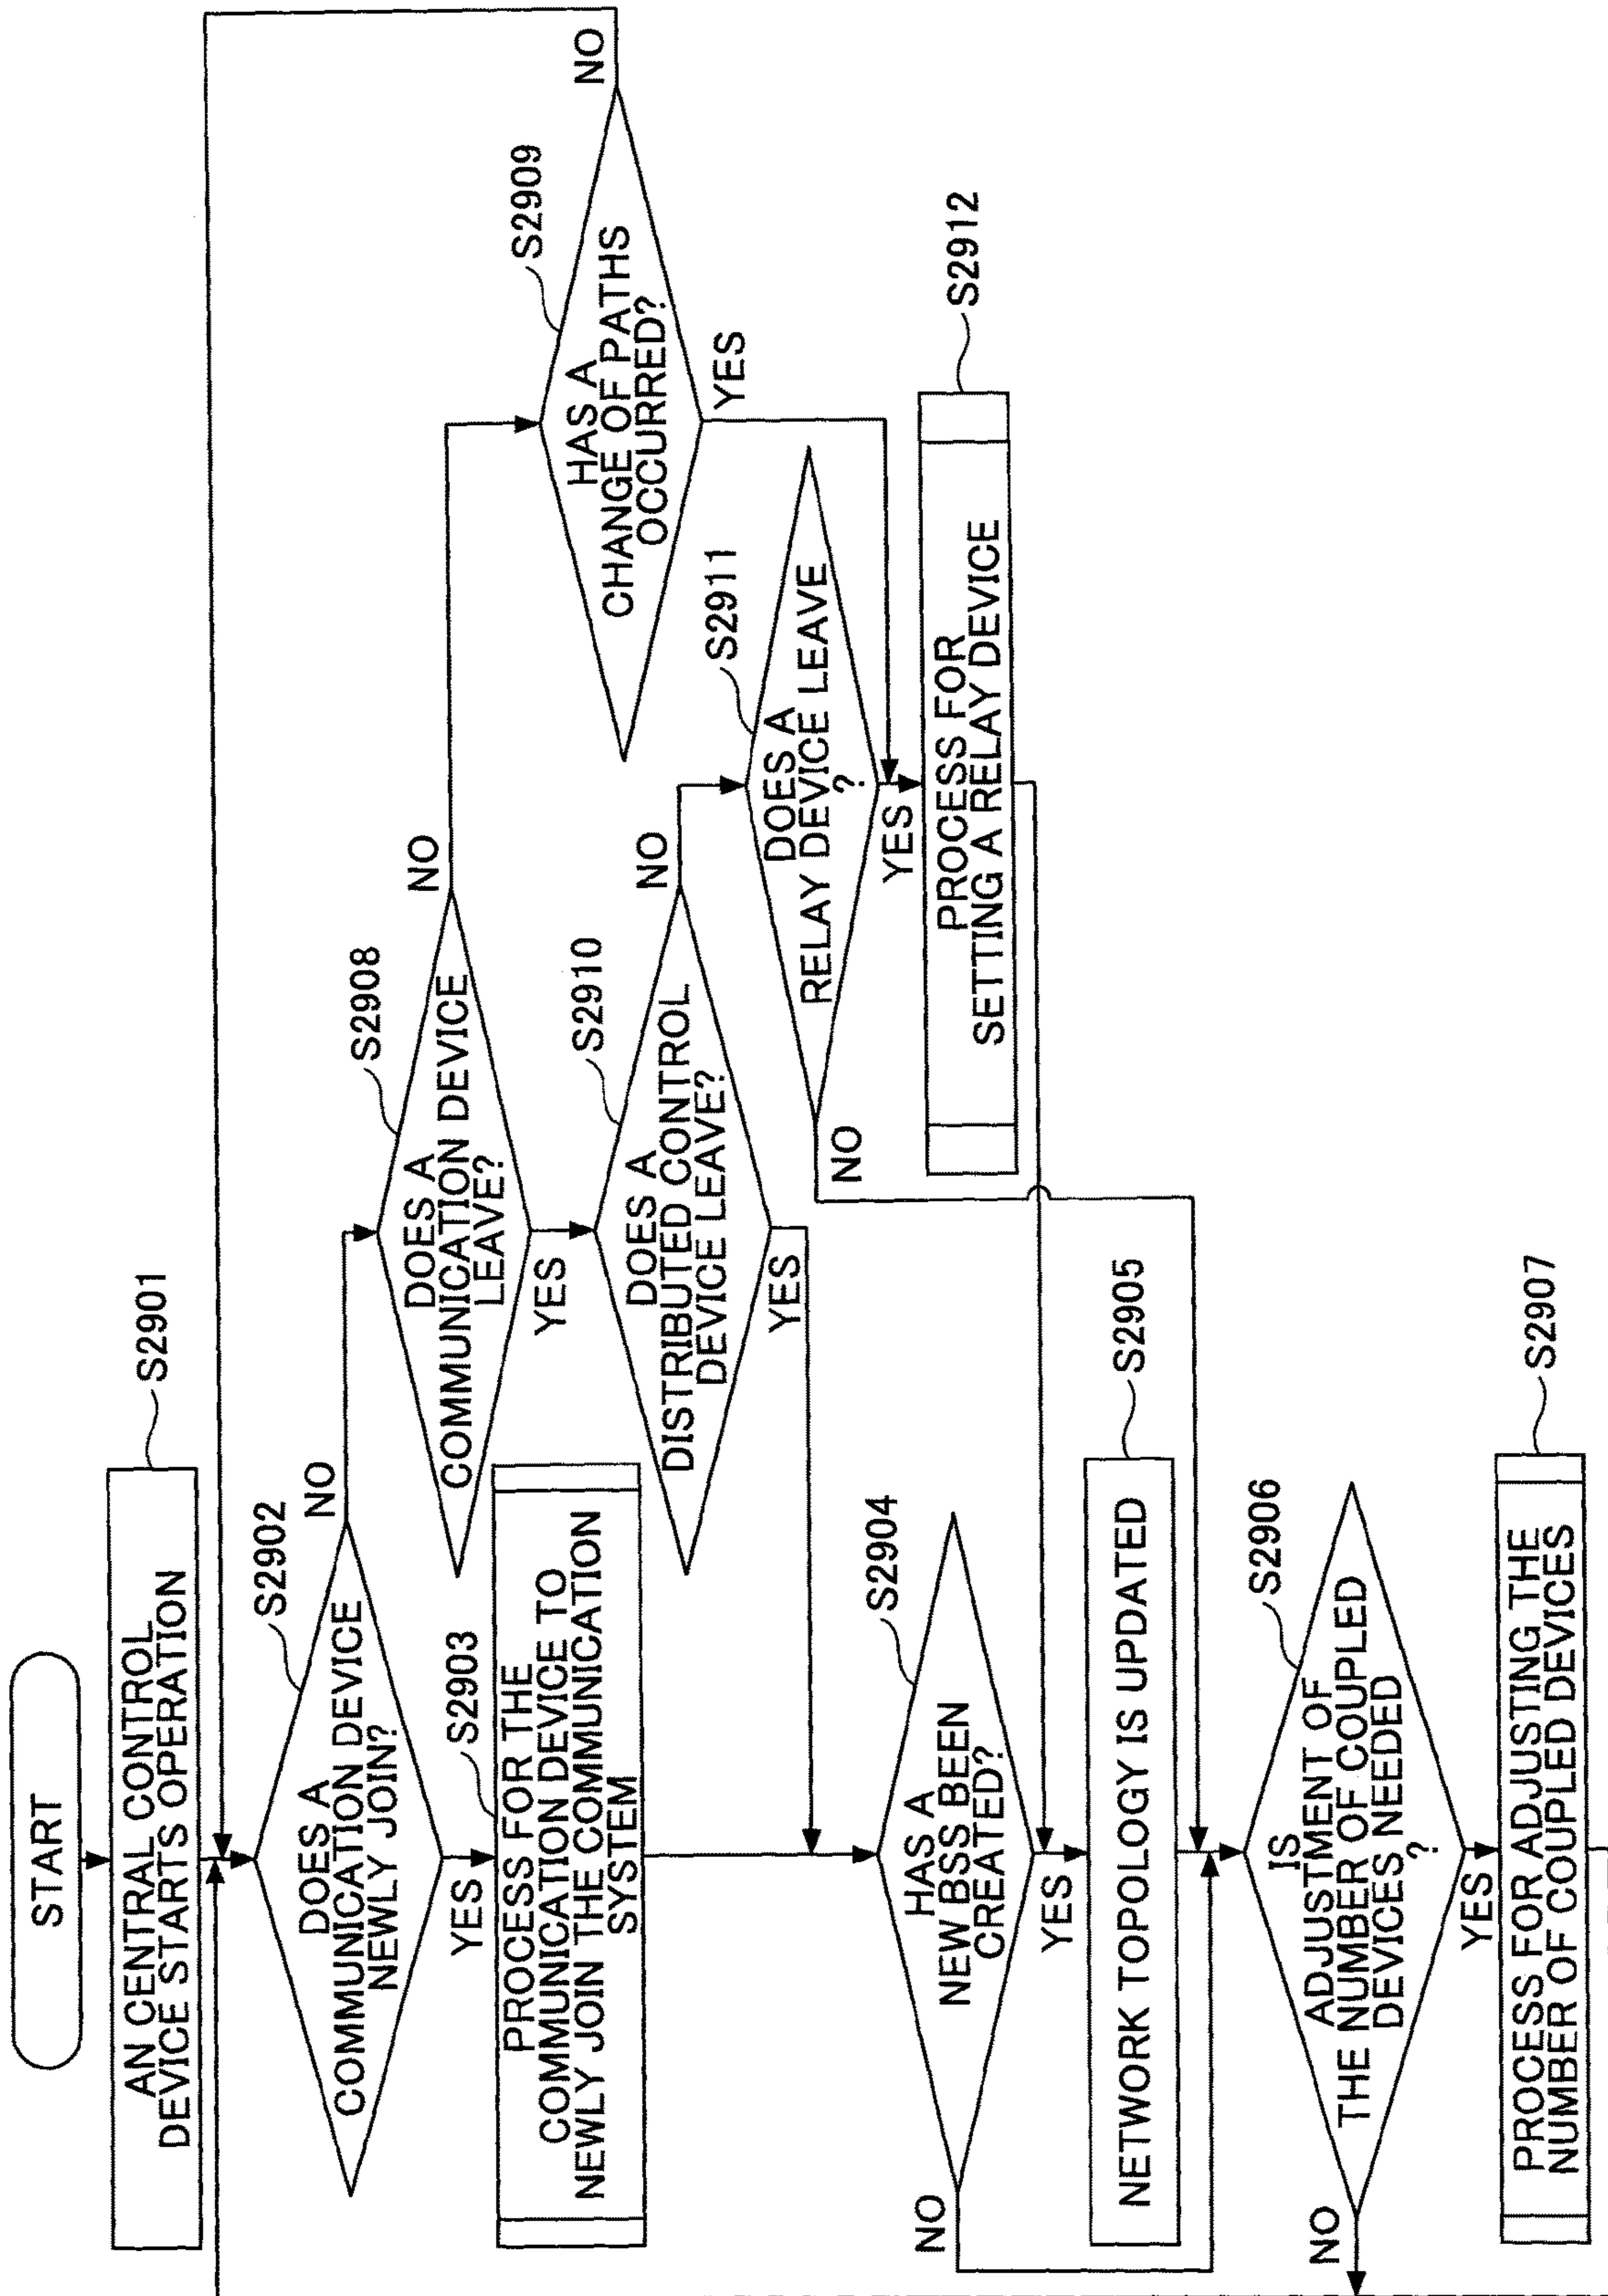 START
AN CENTRAL CONTROL
DEVICE STARTS OPERATION
S2901
DOES A
COMMUNICATION DEVICE
NEWLY JOIN?
S2902
NO
YES
PROCESS FOR THE
COMMUNICATION DEVICE TO
NEWLY JOIN THE COMMUNICATION
SYSTEM
S2903
DOES A
COMMUNICATION DEVICE
LEAVE?
S2908
NO
YES
HAS A
CHANGE OF PATHS
OCCURRED?
S2909
NO
YES
DOES A
DISTRIBUTED CONTROL
DEVICE LEAVE?
S2910
NO
YES
DOES A
RELAY DEVICE LEAVE
?
S2911
NO
YES
PROCESS FOR
SETTING A RELAY DEVICE
S2912
HAS A
NEW BSS BEEN
CREATED?
S2904
NO
YES
NETWORK TOPOLOGY IS UPDATED
S2905
IS
ADJUSTMENT OF
THE NUMBER OF COUPLED
DEVICES NEEDED
?
S2906
NO
YES
PROCESS FOR ADJUSTING THE
NUMBER OF COUPLED DEVICES
S2907